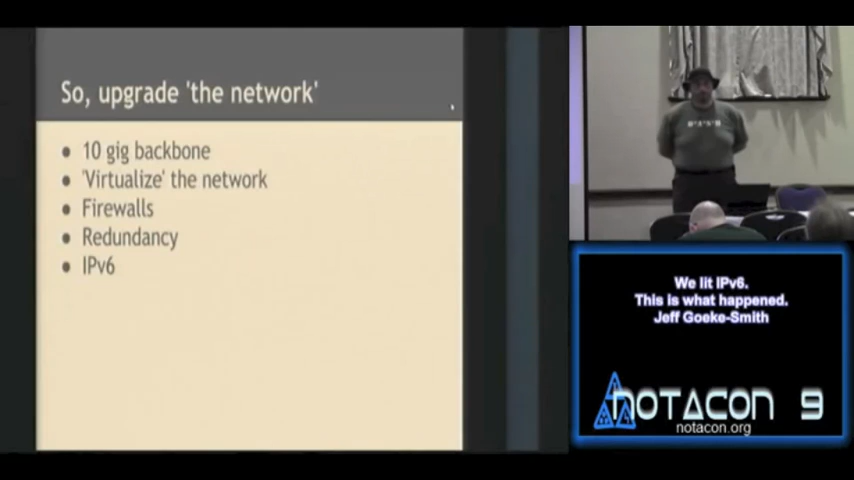 So, upgrade 'the network'
10 gig backbone
'Virtualize' the network
Firewalls
Redundancy
IPv6
We lit IPv6.
This is what happened.
Jeff Goeke-Smith
NOTACON 9
notacon.org